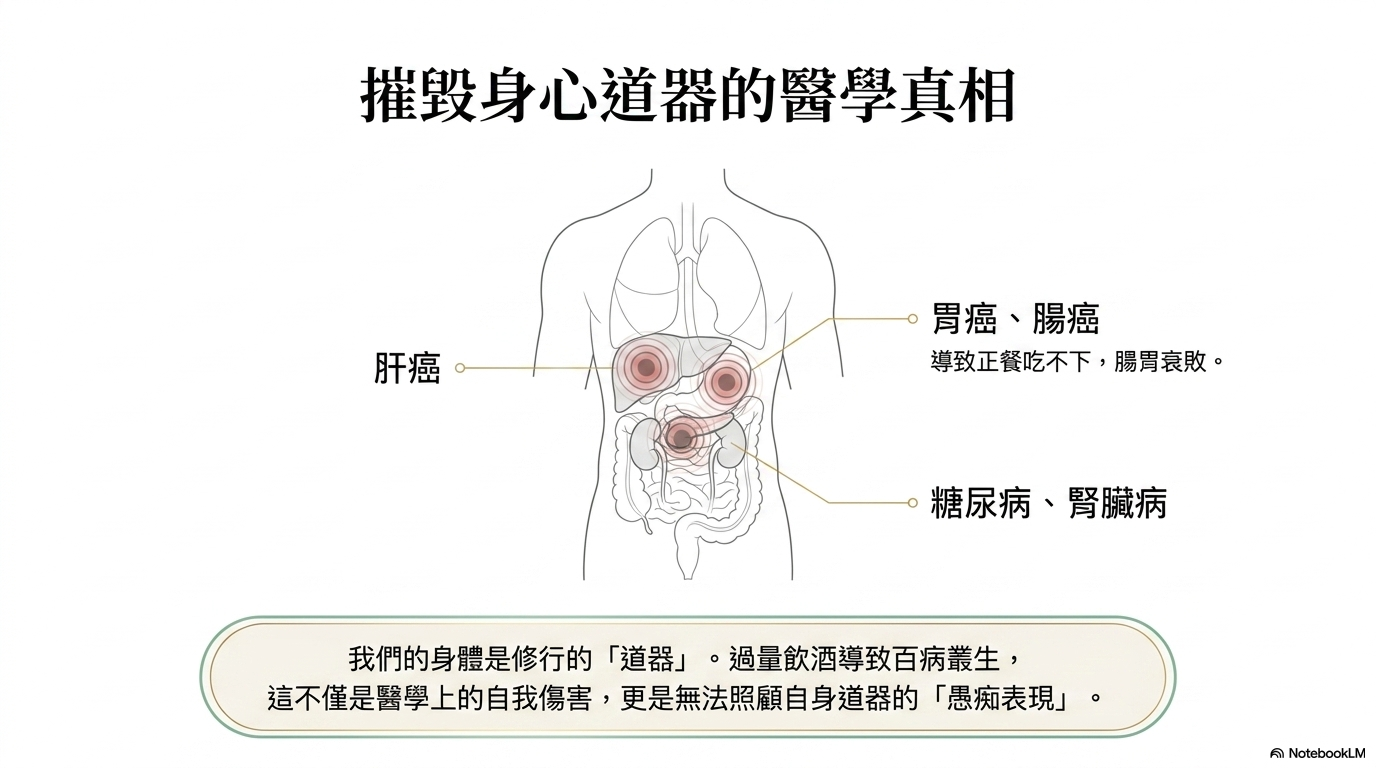 摧毀身心道器的醫學真相
肝癌
胃癌、腸癌
導致正餐吃不下，腸胃衰敗。
糖尿病、腎臟病
我們的身體是修行的「道器」。過量飲酒導致百病叢生，
這不僅是醫學上的自我傷害，更是無法照顧自身道器的「愚痴表現」。
NotebookLM